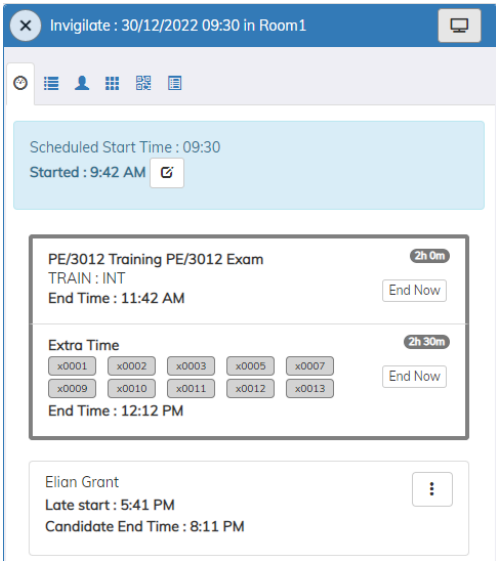 Invigilate : 30/12/2022 09:30 in Room1
Scheduled Start Time : 09:30
Started : 9:42 AM
PE/3012 Training PE/3012 Exam 2h 0m
TRAIN : INT
End Time : 11:42 AM End Now
Extra Time 2h 30m
x0001 x0002 x0003 x0005 x0007
End Now
x0009 x0010 x0011 x0012 x0013
End Time : 12:12 PM
Elian Grant
Late start : 5:41 PM
Candidate End Time : 8:11 PM